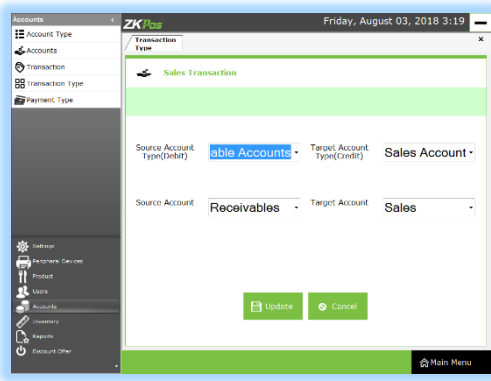 Accounts
Account Type
Accounts
Transaction
Transaction Type
Payment Type
Settings
Peripheral Devices
Product
Users
Accounts
Inventory
Reports
Discount Offer
ZKPos
Friday, August 03, 2018 3:19
Transaction
Type
Sales Transaction
Source Account
Type(Debit)
able Accounts
Target Account
Type(Credit)
Sales Account
Source Account
Receivables
Target Account
Sales
Update
Cancel
Main Menu